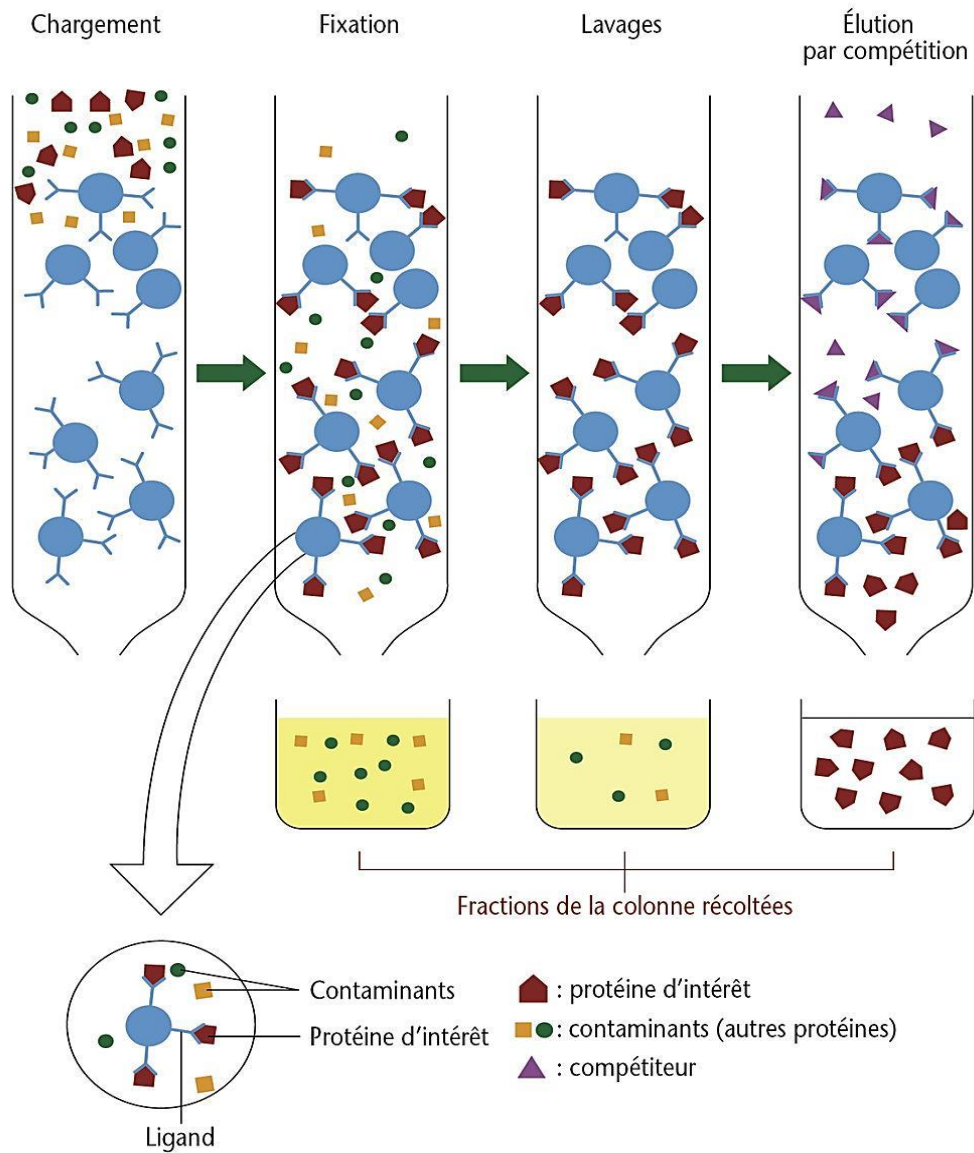 Chargement
Fixation
Lavages
Élution
par compétition
Fractions de la colonne récoltées
Contaminants
Protéine d'intérêt
Ligand
: protéine d'intérêt
: contaminants (autres protéines)
: compétiteur